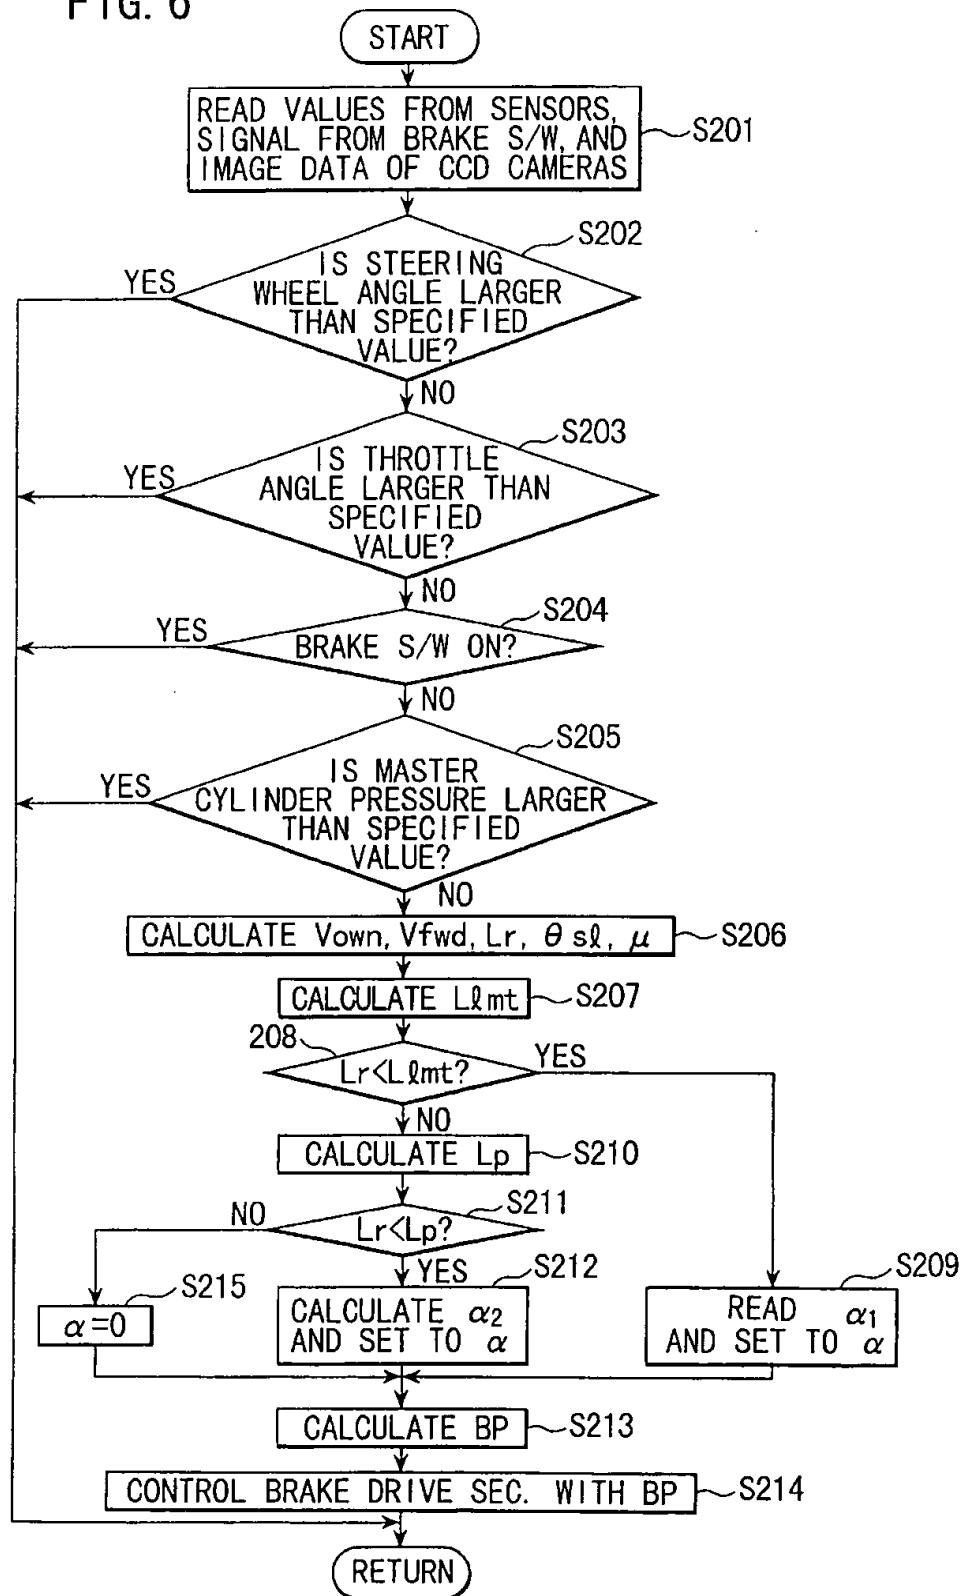 FIG. 6
START
READ VALUES FROM SENSORS,
SIGNAL FROM BRAKE S/W, AND
IMAGE DATA OF CCD CAMERAS
S201
S202
IS STEERING
WHEEL ANGLE LARGER
THAN SPECIFIED
VALUE?
YES
NO
S203
IS THROTTLE
ANGLE LARGER THAN
SPECIFIED
VALUE?
YES
NO
S204
BRAKE S/W ON?
YES
NO
S205
IS MASTER
CYLINDER PRESSURE LARGER
THAN SPECIFIED
VALUE?
YES
NO
CALCULATE Vown, Vfwd, Lr, θsℓ, μ
S206
CALCULATE Lℓmt
S207
208
Lr<Lℓmt?
YES
NO
CALCULATE Lp
S210
S211
Lr<Lp?
NO
YES
S215
α=0
S212
CALCULATE α2
AND SET TO α
S209
READ α1
AND SET TO α
CALCULATE BP
S213
CONTROL BRAKE DRIVE SEC. WITH BP
S214
RETURN